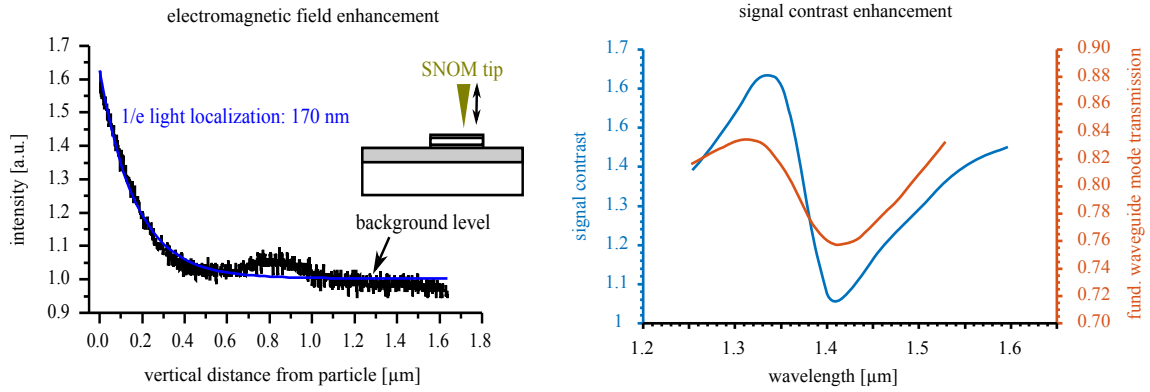 electromagnetic field enhancement
1.7
1.6
1.5
1.4
1.3
1.2
1.1
1.0
0.9
intensity [a.u.]
1/e light localization: 170 nm
SNOM tip
background level
0.0 0.2 0.4 0.6 0.8 1.0 1.2 1.4 1.6 1.8
vertical distance from particle [µm]
signal contrast enhancement
1.7
1.6
1.6
1.4
1.3
1.2
1.1
1
signal contrast
0.90
0.88
0.86
0.84
0.82
0.80
0.78
0.76
0.74
0.72
0.70
fund. waveguide mode transmission
1.2 1.3 1.4 1.5 1.6
wavelength [µm]